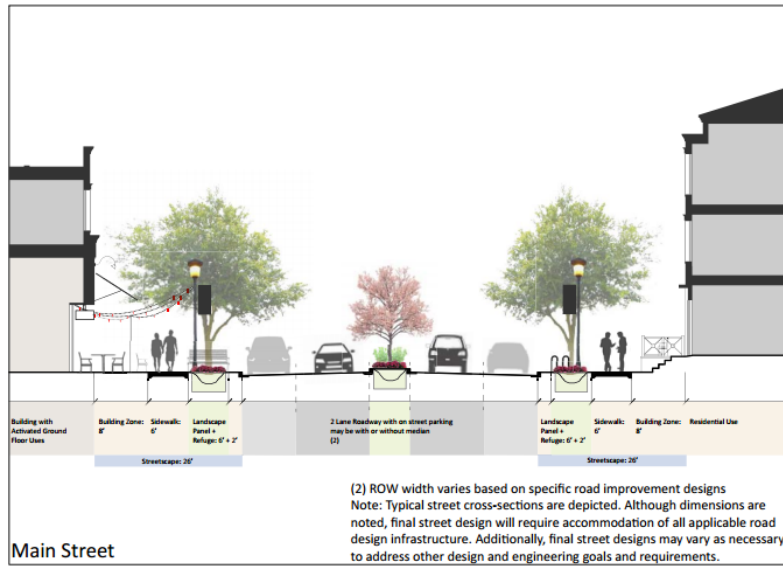 Building with
Activated Ground
Floor Uses
Building Zone:
8'
Sidewalk:
6'
Landscape
Panel +
Refuge: 6' + 2'
2 Lane Roadway with on street parking
may be with or without median
(2)
Landscape
Panel +
Refuge: 6' + 2'
Sidewalk:
6'
Building Zone:
8'
Residential Use
Streetscape: 26'
Streetscape: 26'
(2) ROW width varies based on specific road improvement designs
Note: Typical street cross-sections are depicted. Although dimensions are
noted, final street design will require accommodation of all applicable road
design infrastructure. Additionally, final street designs may vary as necessary
to address other design and engineering goals and requirements.
Main Street